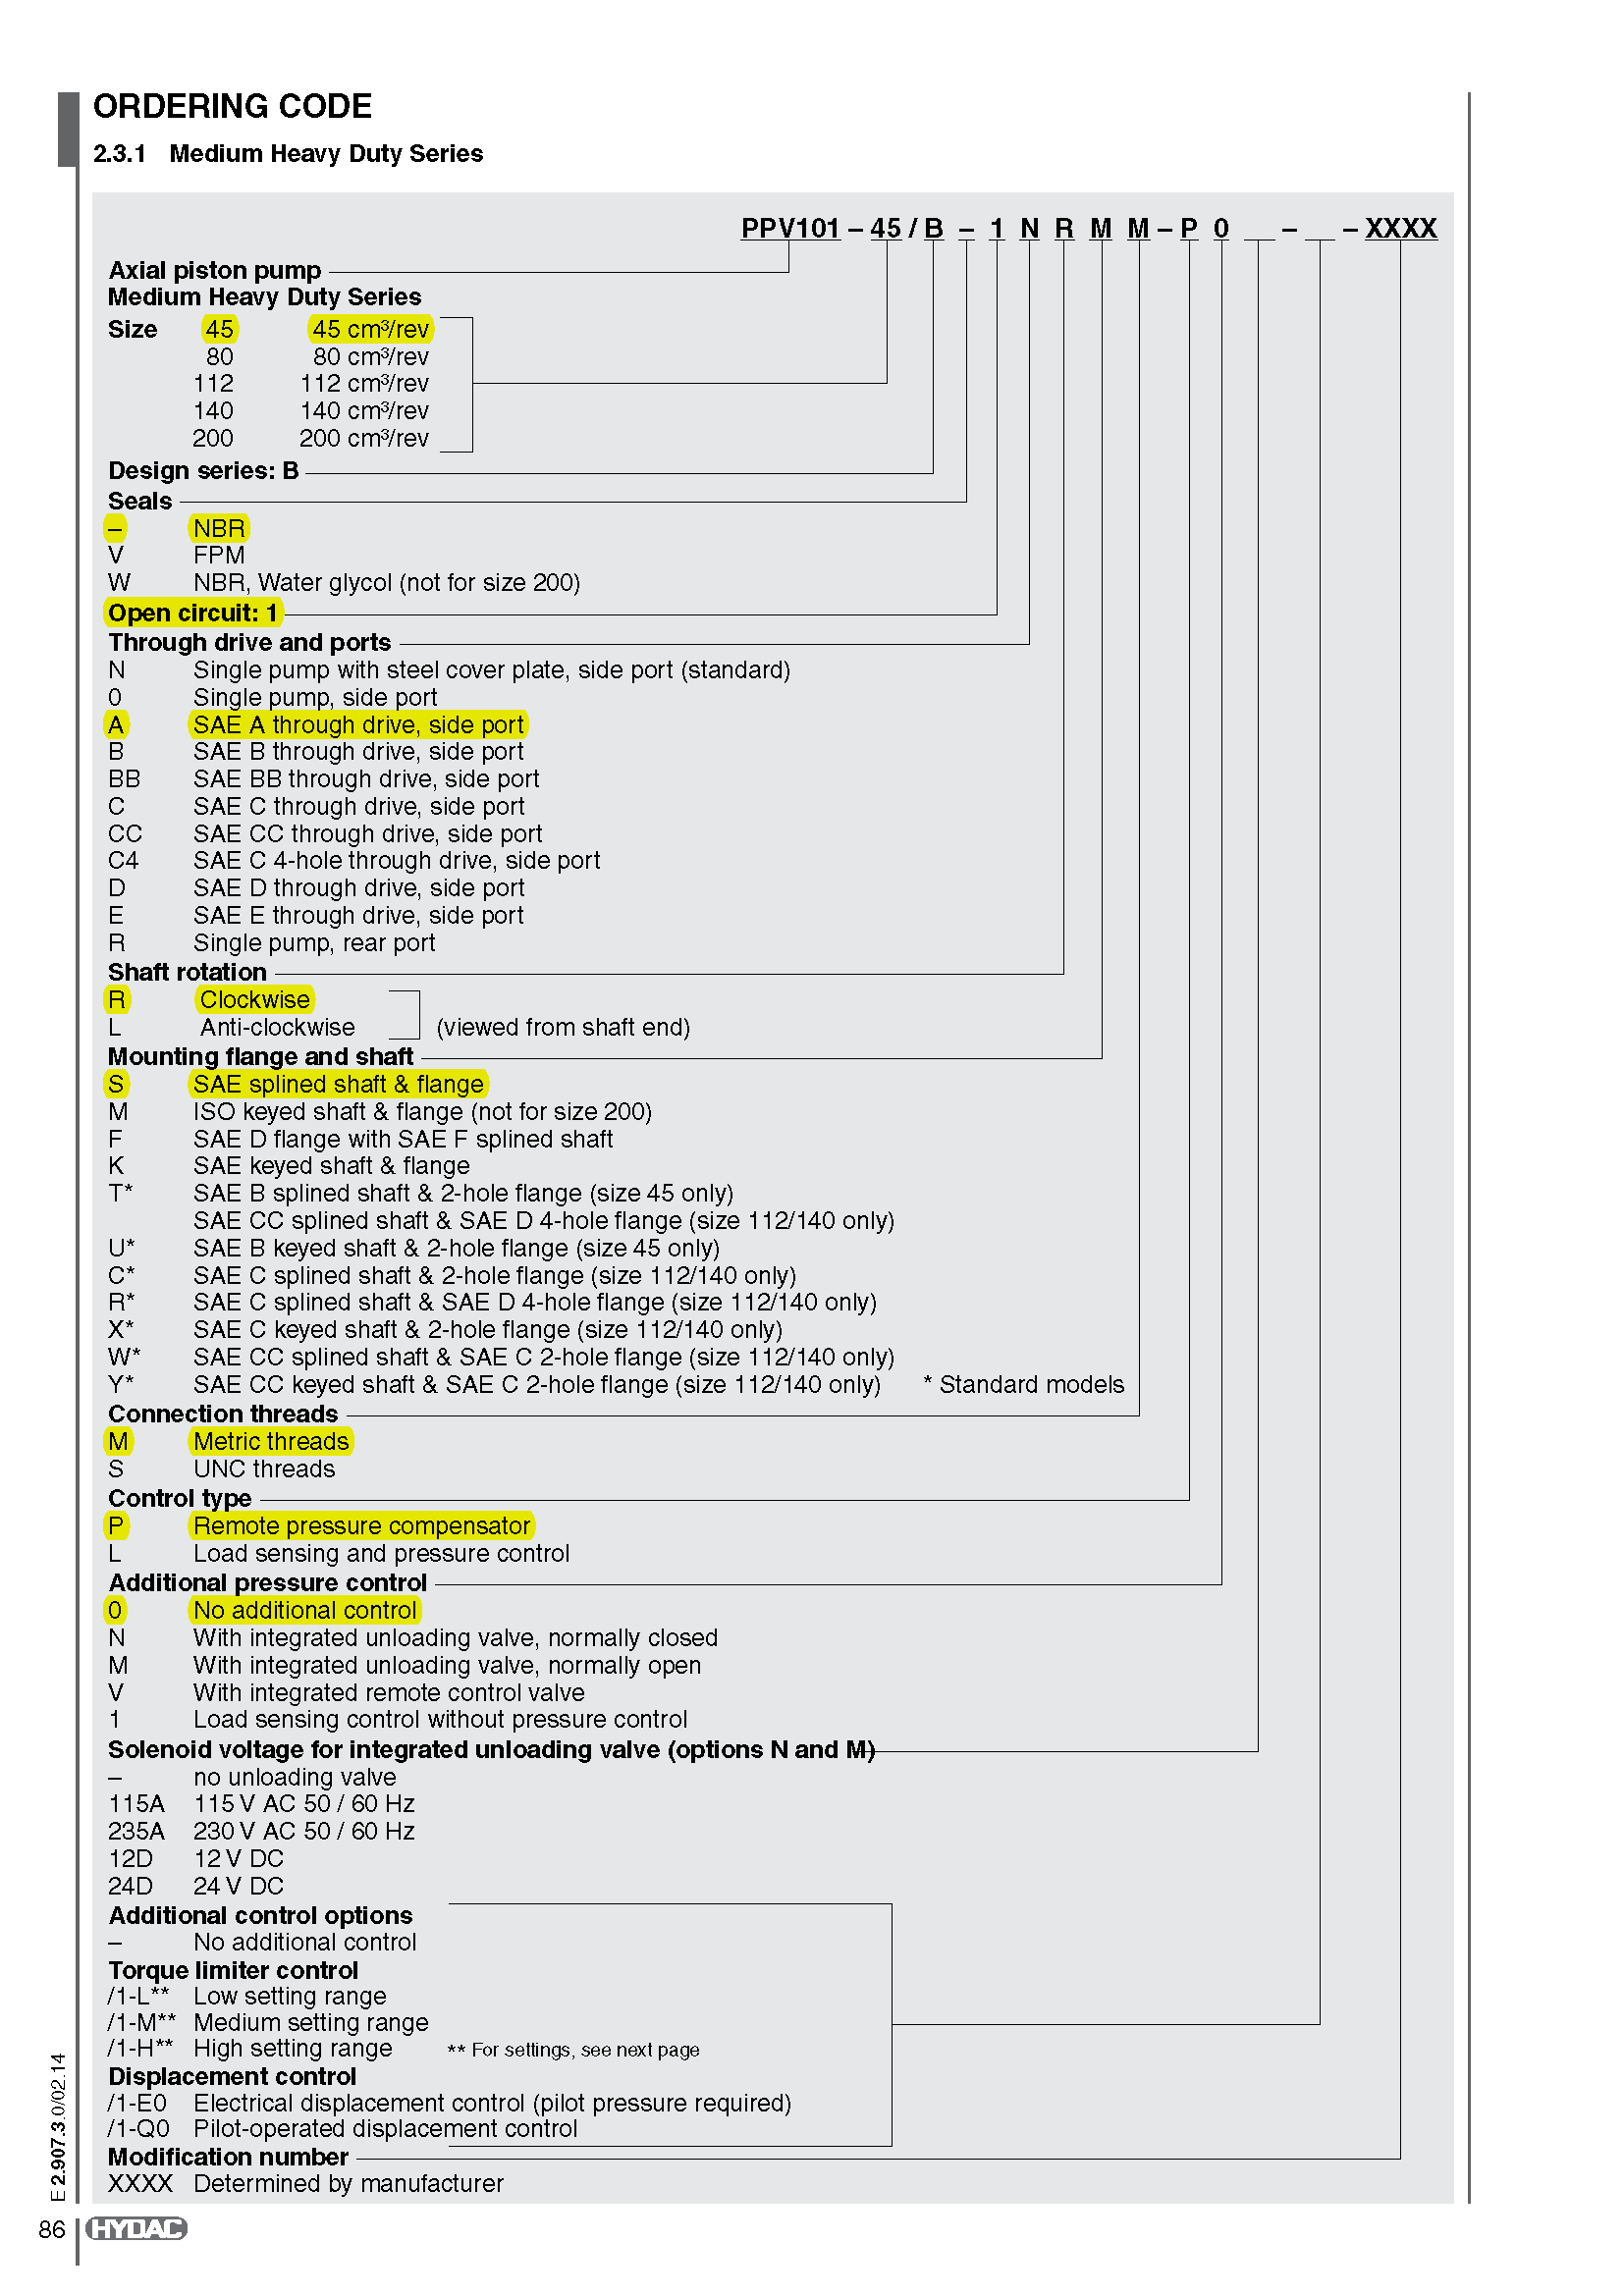 ORDERING CODE
2.3.1 Medium Heavy Duty Series
PPV101 – 45 / B – 1 N R M M – P 0 __ – __ – XXXX
Axial piston pump
Medium Heavy Duty Series
Size 45 45 cm³/rev
80 80 cm³/rev
112 112 cm³/rev
140 140 cm³/rev
200 200 cm³/rev
Design series: B
Seals
– NBR
V FPM
W NBR, Water glycol (not for size 200)
Open circuit: 1
Through drive and ports
N Single pump with steel cover plate, side port (standard)
0 Single pump, side port
A SAE A through drive, side port
B SAE B through drive, side port
BB SAE BB through drive, side port
C SAE C through drive, side port
CC SAE CC through drive, side port
C4 SAE C 4-hole through drive, side port
D SAE D through drive, side port
E SAE E through drive, side port
R Single pump, rear port
Shaft rotation
R Clockwise
L Anti-clockwise (viewed from shaft end)
Mounting flange and shaft
S SAE splined shaft & flange
M ISO keyed shaft & flange (not for size 200)
F SAE D flange with SAE F splined shaft
K SAE keyed shaft & flange
T* SAE B splined shaft & 2-hole flange (size 45 only)
SAE CC splined shaft & SAE D 4-hole flange (size 112/140 only)
U* SAE B keyed shaft & 2-hole flange (size 45 only)
C* SAE C splined shaft & 2-hole flange (size 112/140 only)
R* SAE C splined shaft & SAE D 4-hole flange (size 112/140 only)
X* SAE C keyed shaft & 2-hole flange (size 112/140 only)
W* SAE CC splined shaft & SAE C 2-hole flange (size 112/140 only)
Y* SAE CC keyed shaft & SAE C 2-hole flange (size 112/140 only) * Standard models
Connection threads
M Metric threads
S UNC threads
Control type
P Remote pressure compensator
L Load sensing and pressure control
Additional pressure control
0 No additional control
N With integrated unloading valve, normally closed
M With integrated unloading valve, normally open
V With integrated remote control valve
1 Load sensing control without pressure control
Solenoid voltage for integrated unloading valve (options N and M)
– no unloading valve
115A 115 V AC 50 / 60 Hz
235A 230 V AC 50 / 60 Hz
12D 12 V DC
24D 24 V DC
Additional control options
– No additional control
Torque limiter control
/1-L** Low setting range
/1-M** Medium setting range
/1-H** High setting range ** For settings, see next page
Displacement control
/1-E0 Electrical displacement control (pilot pressure required)
/1-Q0 Pilot-operated displacement control
Modification number
XXXX Determined by manufacturer
E 2.907.3.0/02.14
86 HYDAC